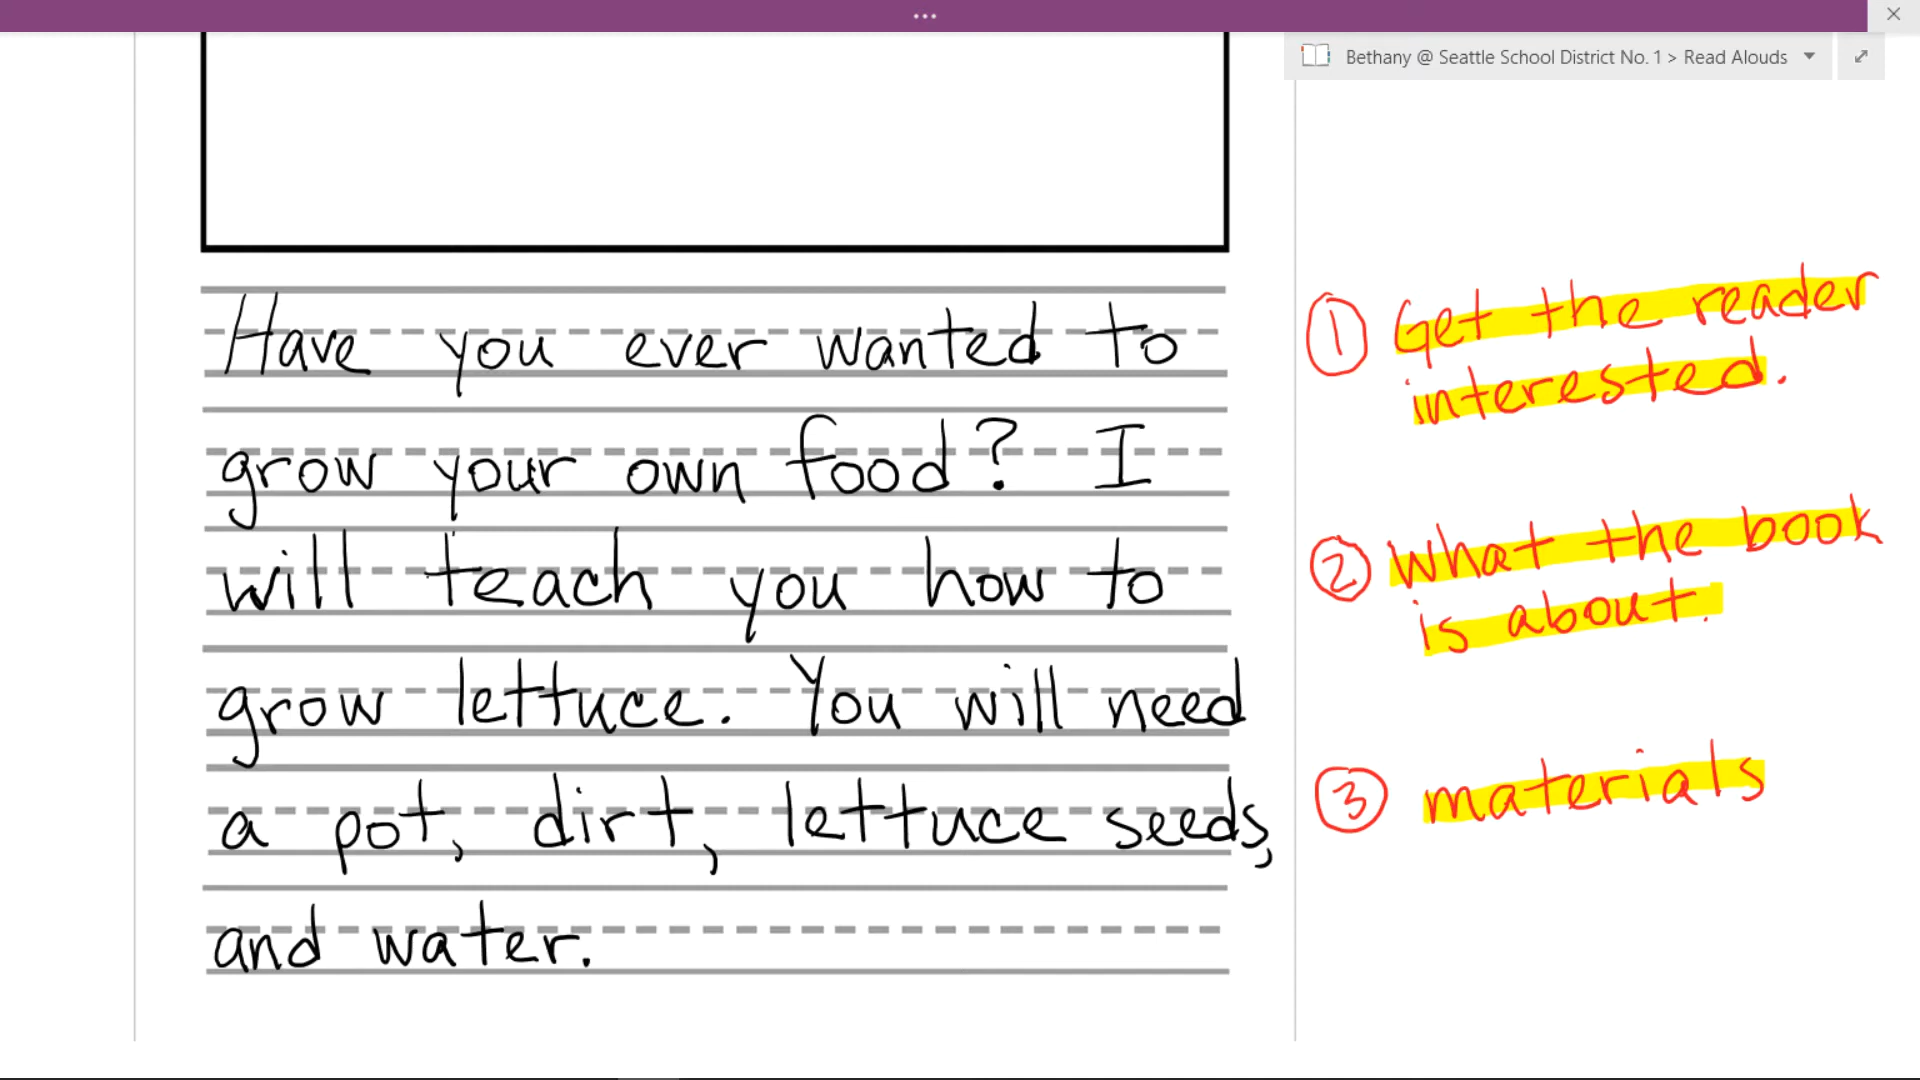 ...
Bethany @ Seattle School District No. 1 > Read Alouds
Have you ever wanted to
grow your own food? I
will teach you how to
grow lettuce. You will need
a pot, dirt, lettuce seeds,
and water.
① Get the reader
interested.
② What the book
is about.
③ materials